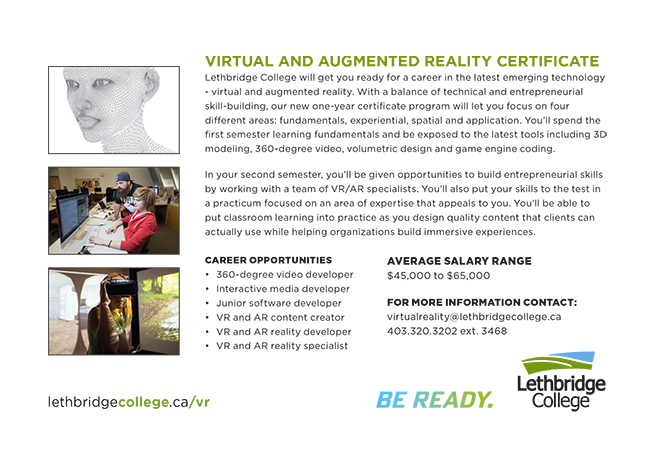 VIRTUAL AND AUGMENTED REALITY CERTIFICATE
Lethbridge College will get you ready for a career in the latest emerging technology
- virtual and augmented reality. With a balance of technical and entrepreneurial
skill-building, our new one-year certificate program will let you focus on four
different areas: fundamentals, experiential, spatial and application. You’ll spend the
first semester learning fundamentals and be exposed to the latest tools including 3D
modeling, 360-degree video, volumetric design and game engine coding.
In your second semester, you’ll be given opportunities to build entrepreneurial skills
by working with a team of VR/AR specialists. You’ll also put your skills to the test in
a practicum focused on an area of expertise that appeals to you. You’ll be able to
put classroom learning into practice as you design quality content that clients can
actually use while helping organizations build immersive experiences.
CAREER OPPORTUNITIES
• 360-degree video developer
• Interactive media developer
• Junior software developer
• VR and AR content creator
• VR and AR reality developer
• VR and AR reality specialist
AVERAGE SALARY RANGE
$45,000 to $65,000
FOR MORE INFORMATION CONTACT:
virtualreality@lethbridgecollege.ca
403.320.3202 ext. 3468
lethbridgecollege.ca/vr
BE READY.
Lethbridge
College